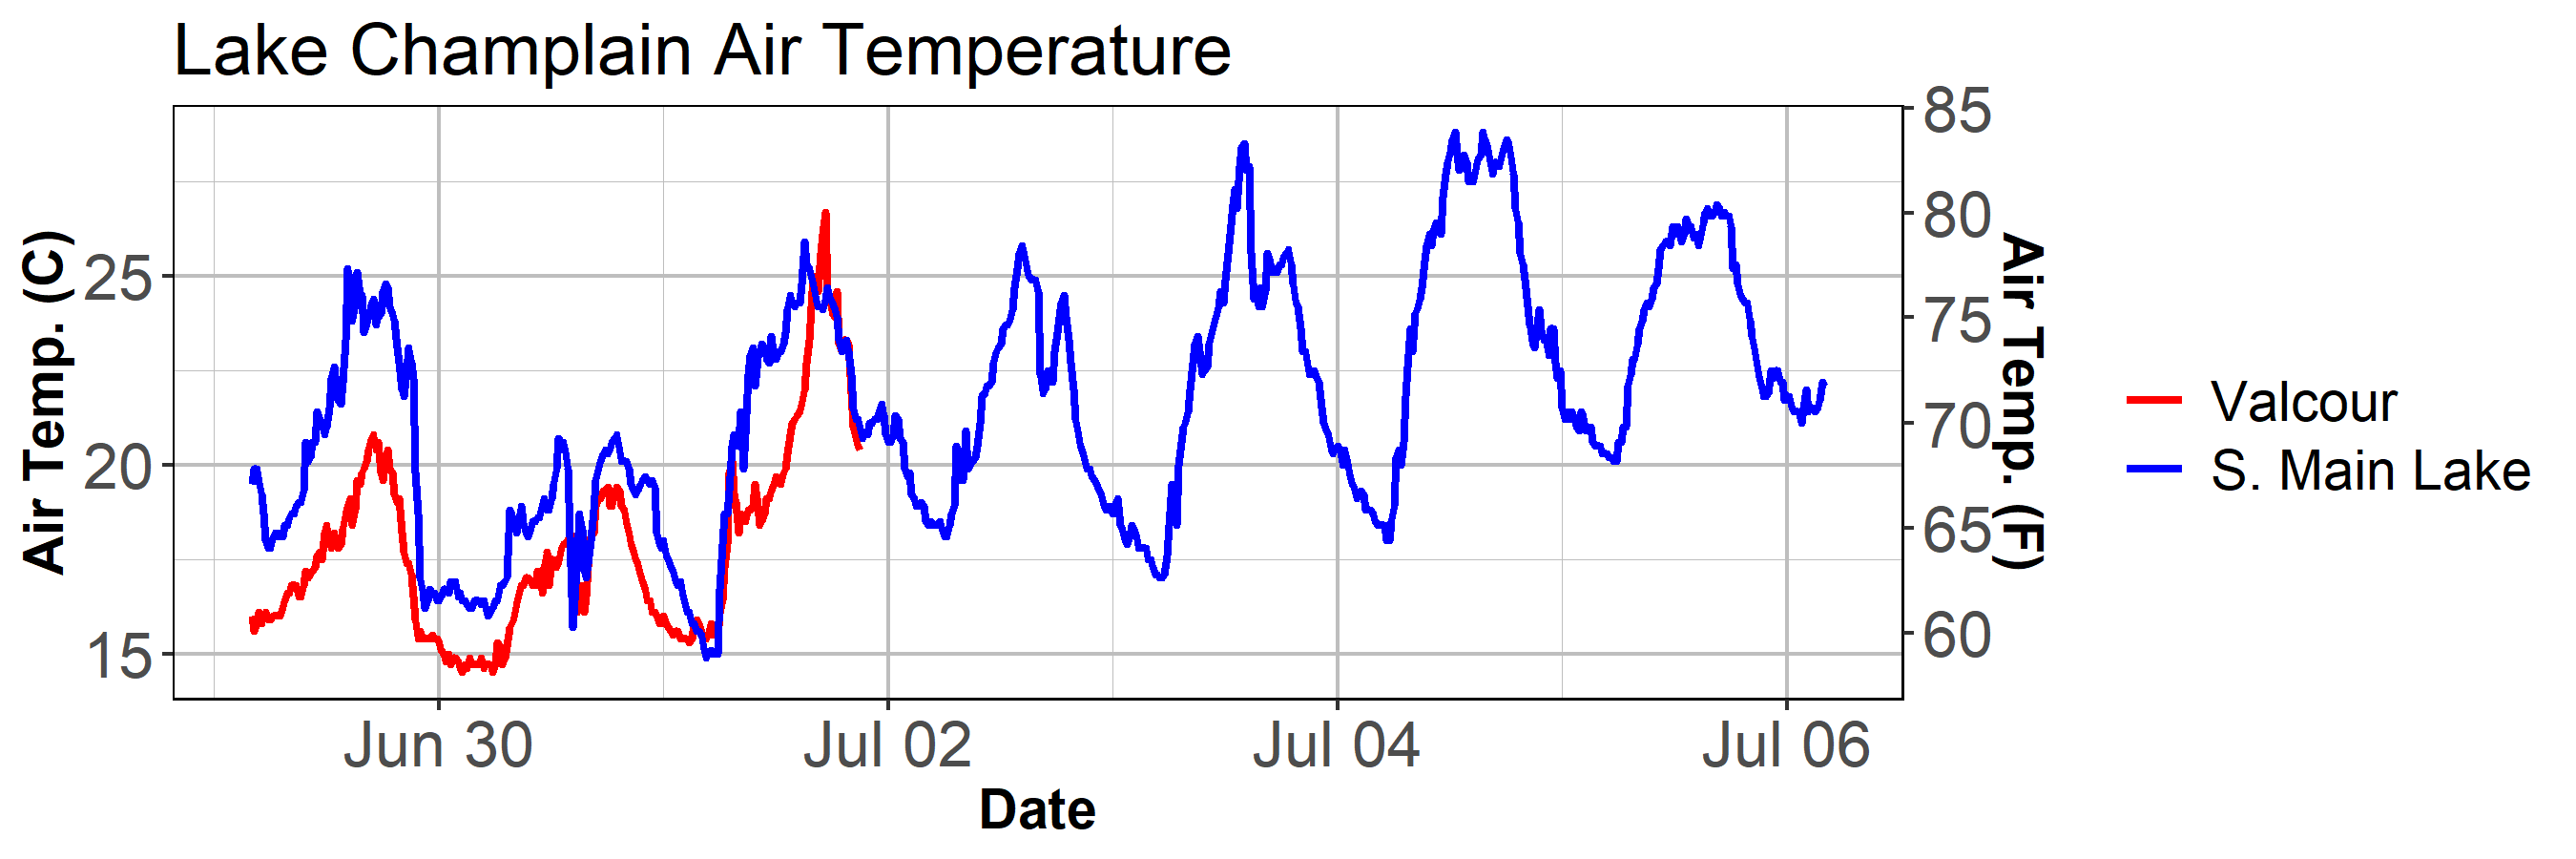 Lake Champlain Air Temperature
Air Temp. (C)
25
20
15
85
80
75
70
65
60
Air Temp. (F)
Jun 30
Jul 02
Jul 04
Jul 06
Date
Valcour
S. Main Lake